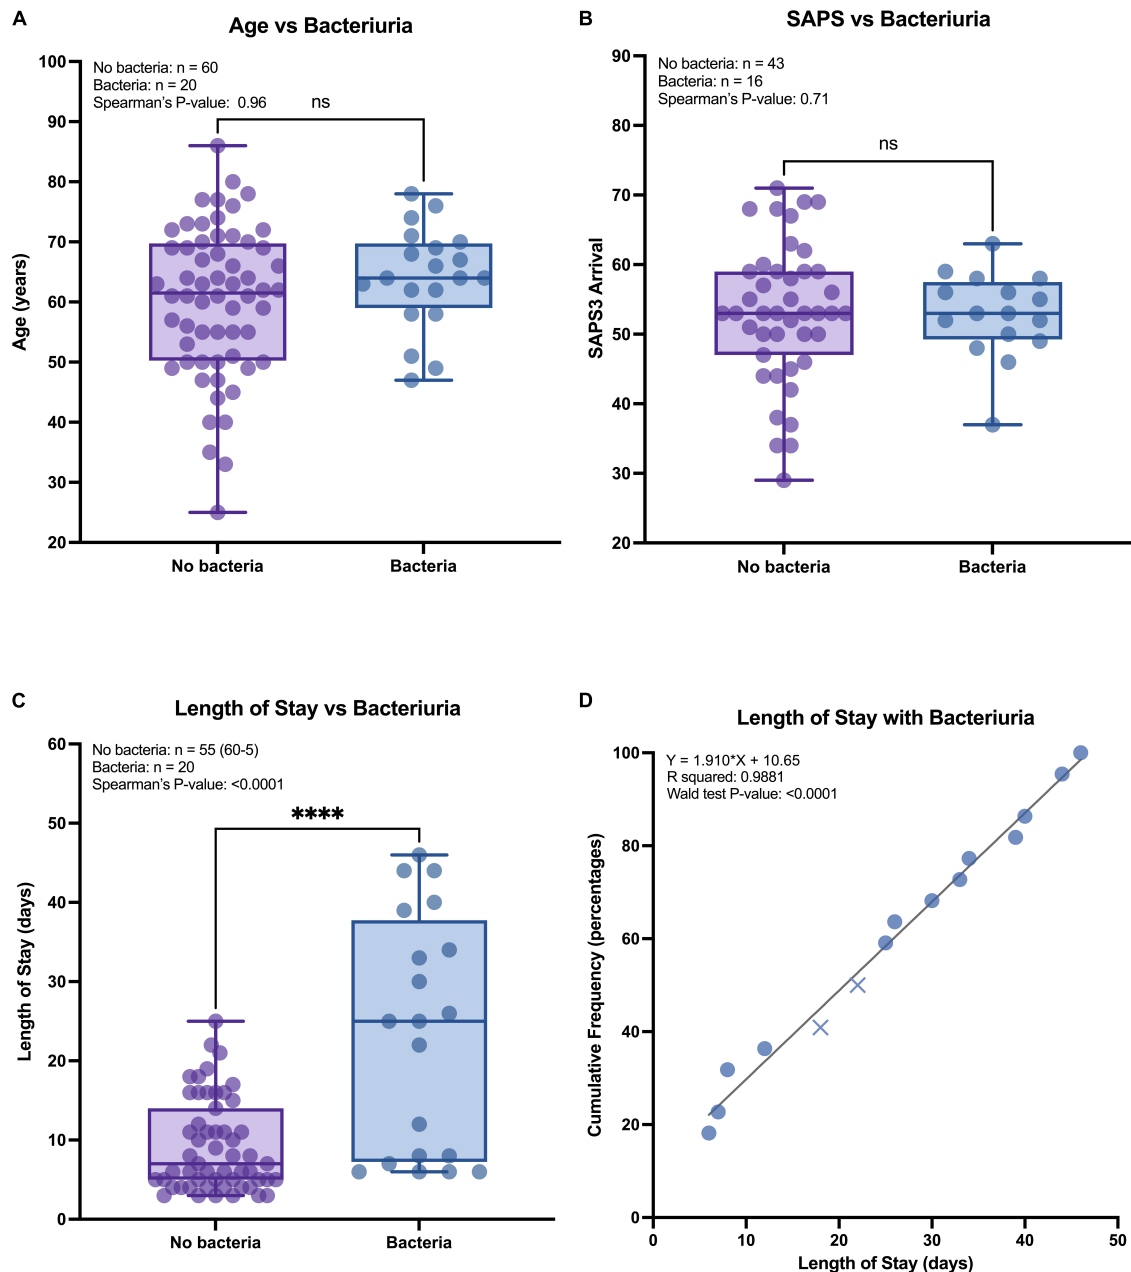 A
Age vs Bacteriuria
No bacteria: n = 60
Bacteria: n = 20
Spearman's P-value: 0.96
ns
100
90
80
70
60
50
40
30
20
Age (years)
No bacteria
Bacteria
B
SAPS vs Bacteriuria
No bacteria: n = 43
Bacteria: n = 16
Spearman's P-value: 0.71
ns
90
80
70
60
50
40
30
20
SAPS3 Arrival
No bacteria
Bacteria
C
Length of Stay vs Bacteriuria
No bacteria: n = 55 (60-5)
Bacteria: n = 20
Spearman's P-value: <0.0001
****
60
50
40
30
20
10
0
Length of Stay (days)
No bacteria
Bacteria
D
Length of Stay with Bacteriuria
Y = 1.910*X + 10.65
R squared: 0.9881
Wald test P-value: <0.0001
100
80
60
40
20
0
Cumulative Frequency (percentages)
0 10 20 30 40 50
Length of Stay (days)